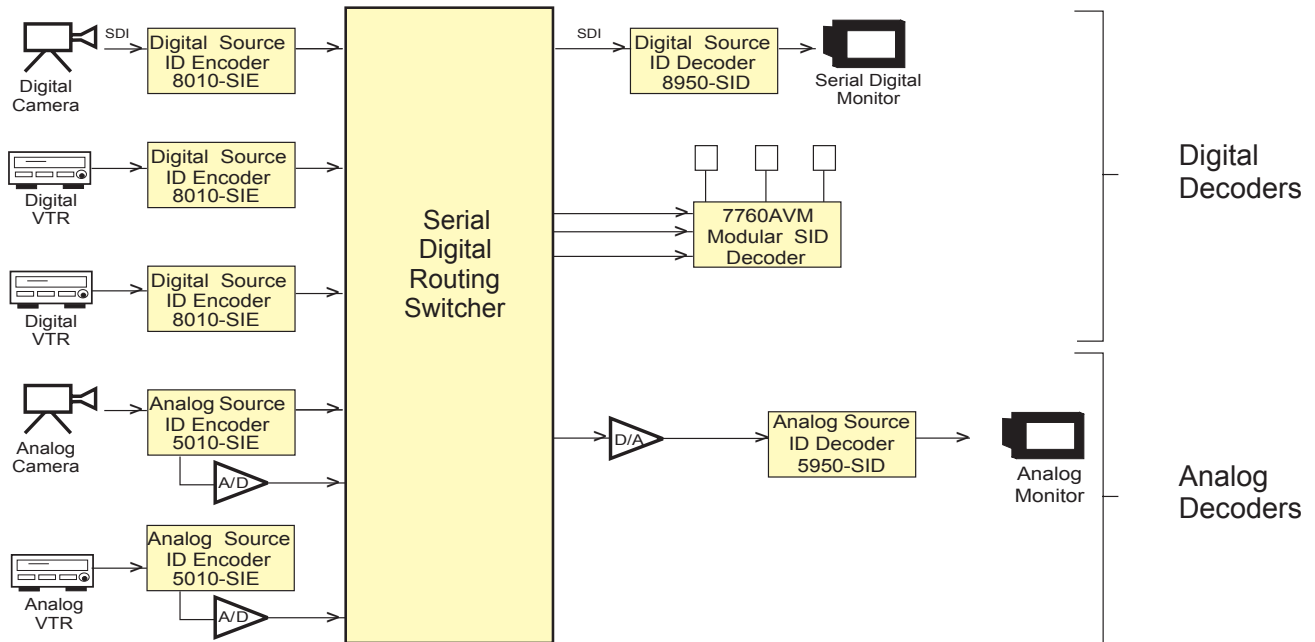 SDI
Digital Source
ID Encoder
8010-SIE
Digital
Camera
Digital Source
ID Encoder
8010-SIE
Digital
VTR
Digital Source
ID Encoder
8010-SIE
Digital
VTR
Analog Source
ID Encoder
5010-SIE
Analog
Camera
A/D
Analog Source
ID Encoder
5010-SIE
Analog
VTR
A/D
Serial
Digital
Routing
Switcher
SDI
Digital Source
ID Decoder
8950-SID
Serial Digital
Monitor
7760AVM
Modular SID
Decoder
D/A
Analog Source
ID Decoder
5950-SID
Analog
Monitor
Digital
Decoders
Analog
Decoders